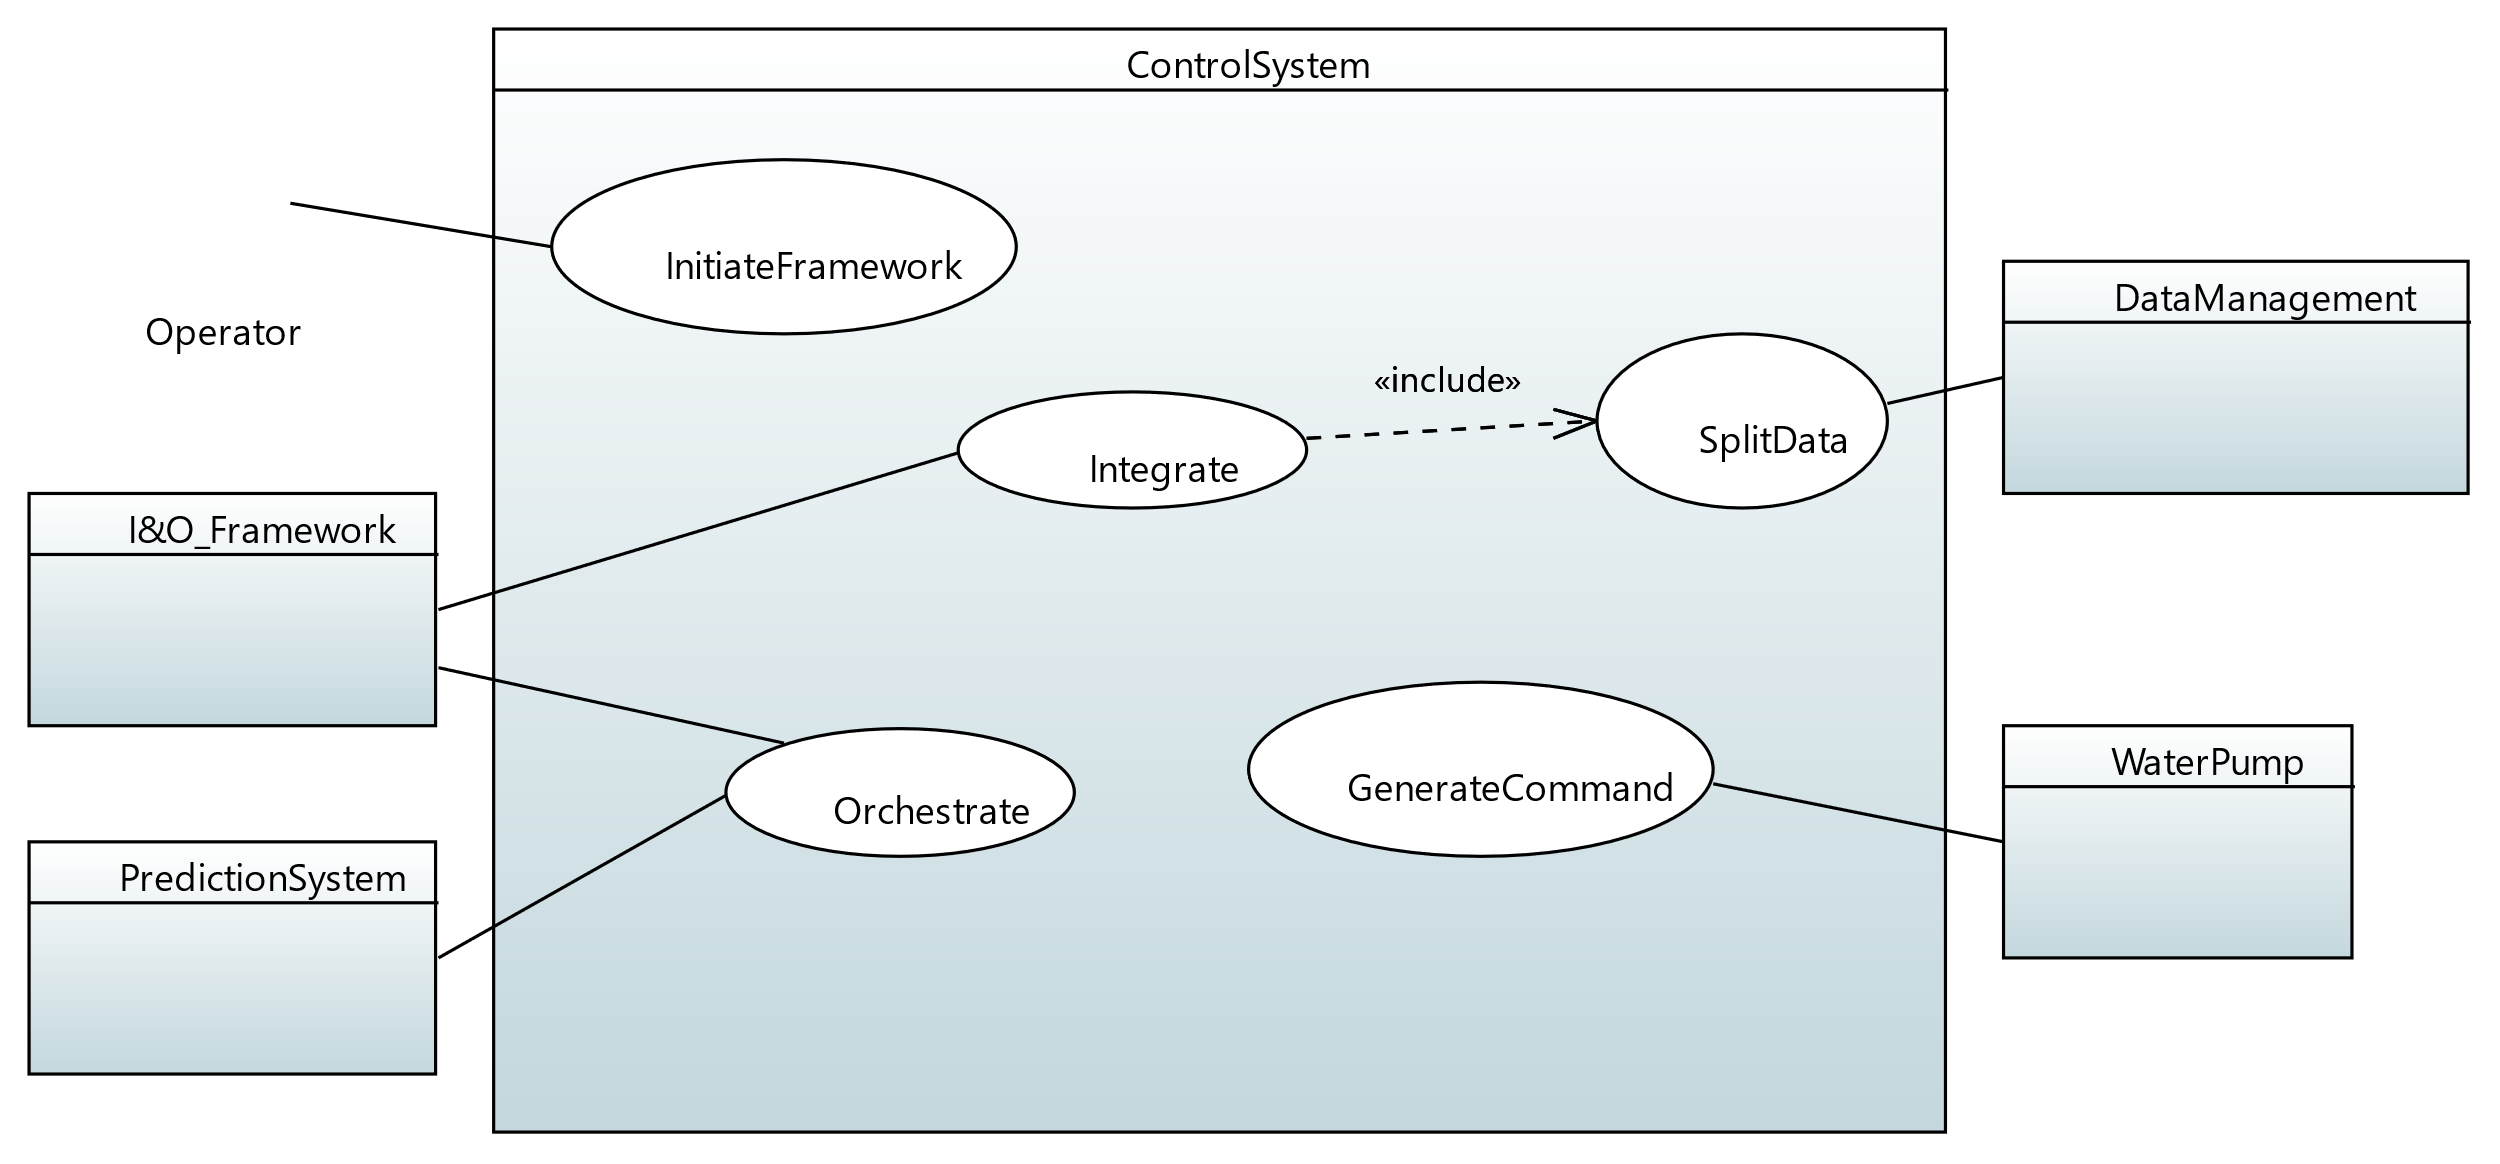 ControlSystem
InitiateFramework
Operator
DataManagement
«include»
SplitData
Integrate
I&O_Framework
GenerateCommand
WaterPump
Orchestrate
PredictionSystem